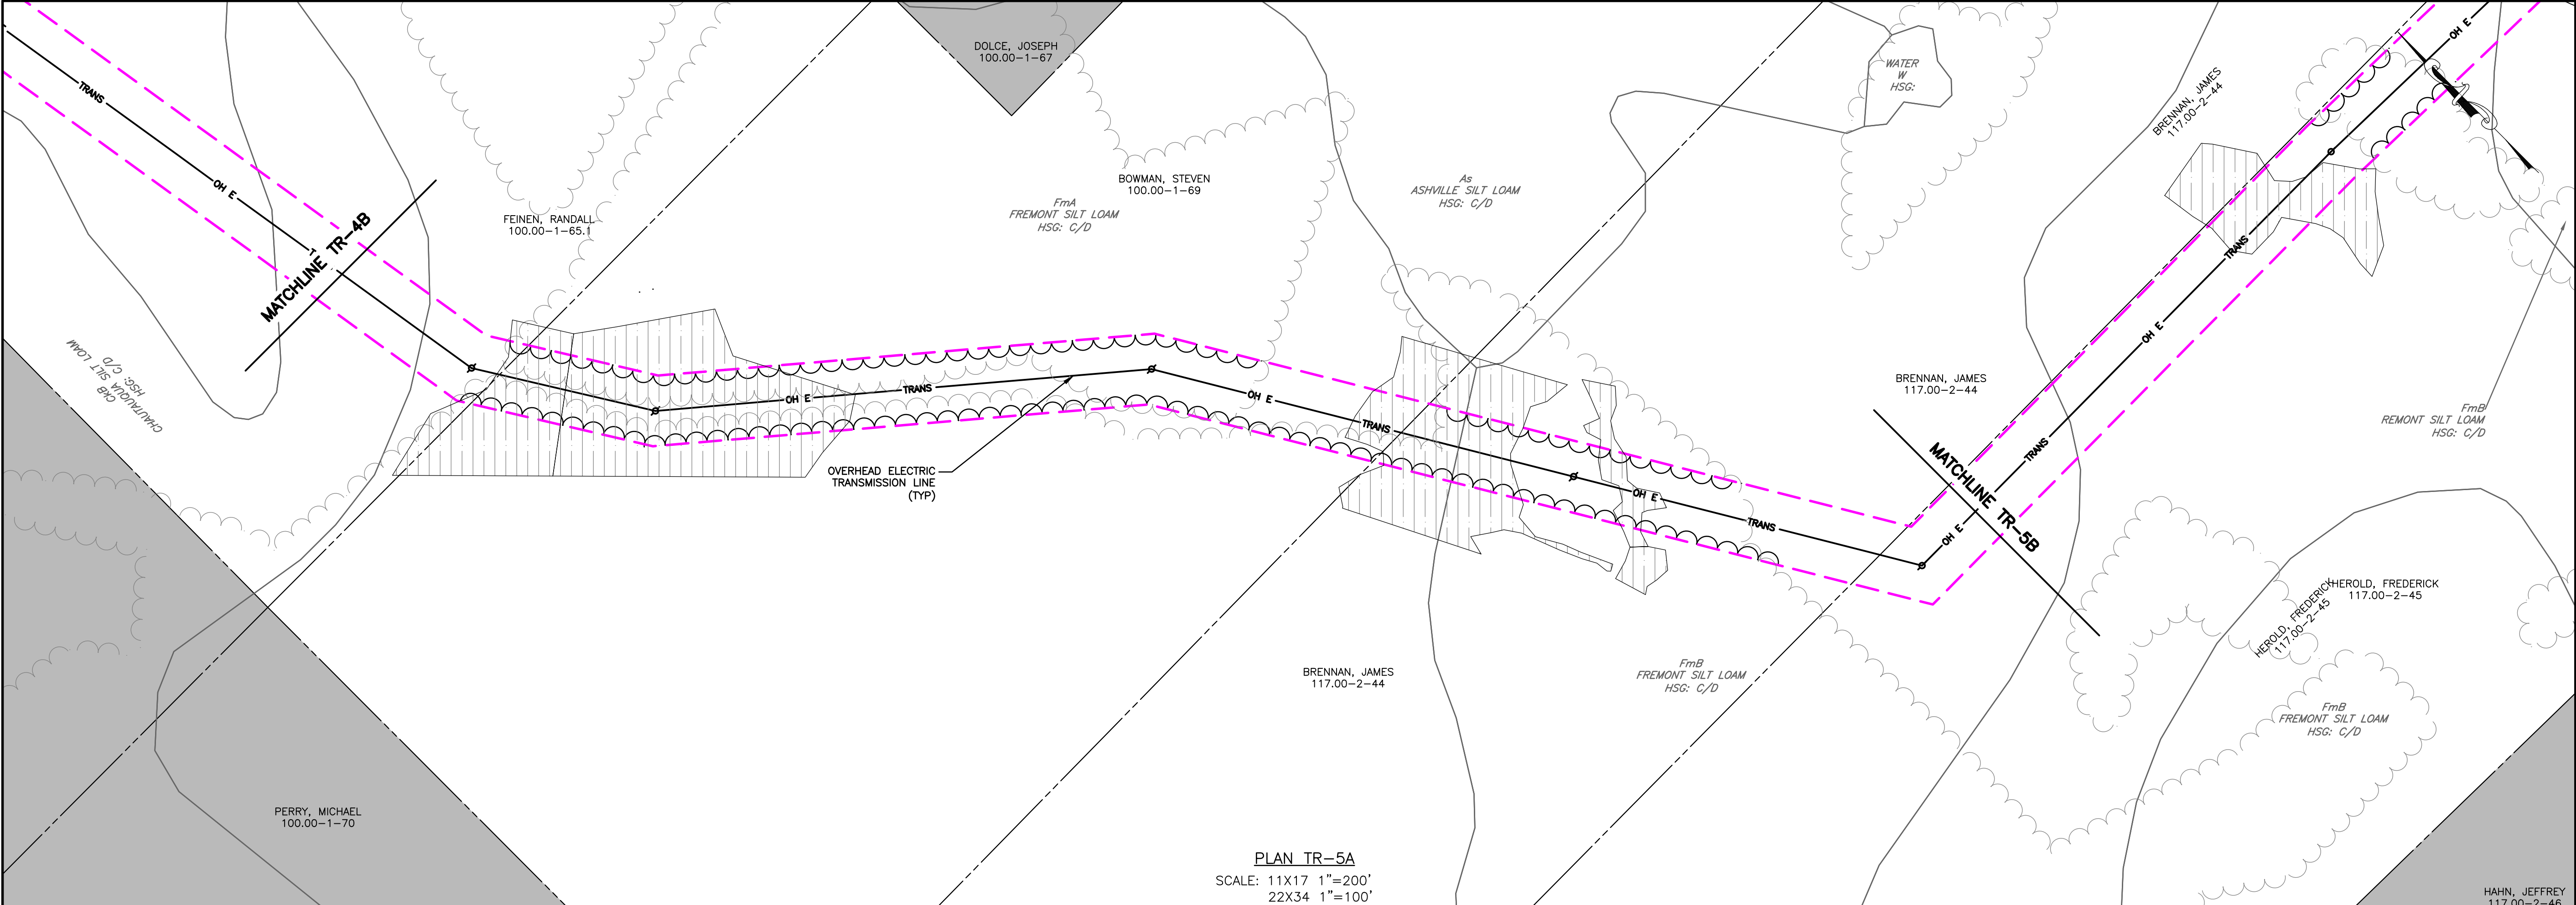 DOLCE, JOSEPH
100.00-1-67
WATER
W
HSG:
BRENNAN, JAMES
117.00-2-44
OH E
TRANS
OH E
MATCHLINE TR-4B
FEINEN, RANDALL
100.00-1-65.1
BOWMAN, STEVEN
100.00-1-69
FmA
FREMONT SILT LOAM
HSG: C/D
As
ASHVILLE SILT LOAM
HSG: C/D
TRANS
OH E
CkB
CHAUTAUQUA SILT LOAM
HSG: C/D
OH E
TRANS
OH E
TRANS
OH E
TRANS
OH E
TRANS
BRENNAN, JAMES
117.00-2-44
FmB
REMONT SILT LOAM
HSG: C/D
MATCHLINE TR-5B
OVERHEAD ELECTRIC
TRANSMISSION LINE
(TYP)
HEROLD, FREDERICK
117.00-2-45
HEROLD, FREDERICK
117.00-2-45
BRENNAN, JAMES
117.00-2-44
FmB
FREMONT SILT LOAM
HSG: C/D
FmB
FREMONT SILT LOAM
HSG: C/D
PERRY, MICHAEL
100.00-1-70
PLAN TR-5A
SCALE: 11X17 1"=200'
22X34 1"=100'
HAHN, JEFFREY
117.00-2-46